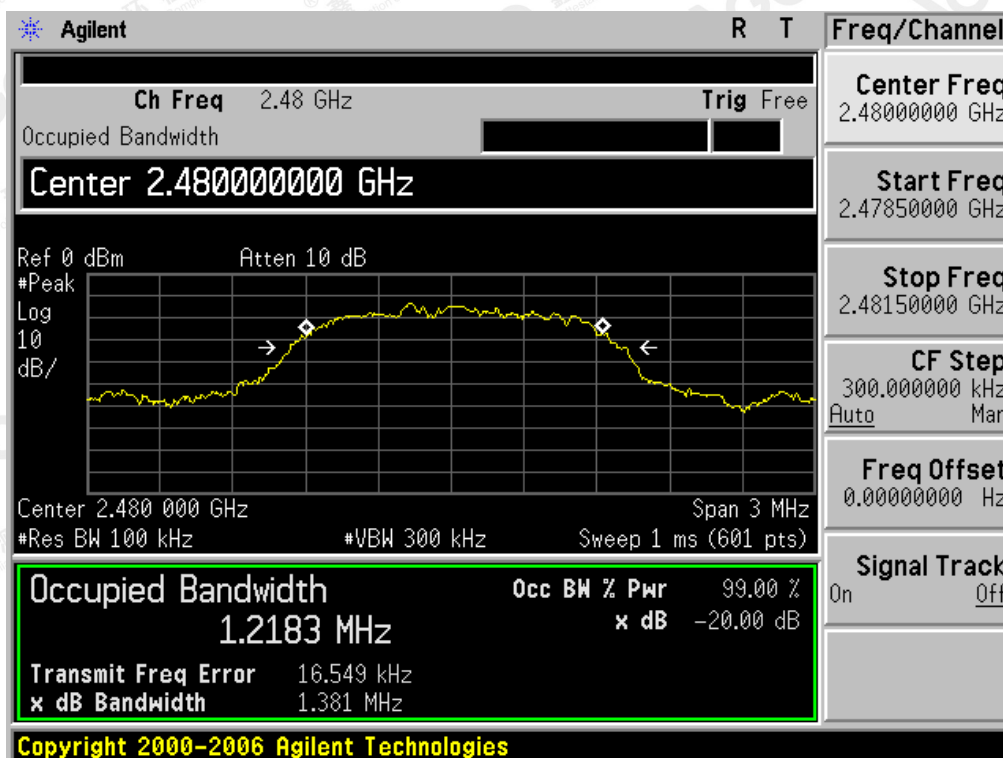 Agilent R T Freq/Channel
Ch Freq 2.48 GHz Trig Free
Occupied Bandwidth
Center 2.480000000 GHz
Ref 0 dBm Atten 10 dB
#Peak
Log
10
dB/
Center 2.480 000 GHz Span 3 MHz
#Res BW 100 kHz #VBW 300 kHz Sweep 1 ms (601 pts)
Occupied Bandwidth Occ BW % Pwr 99.00 %
1.2183 MHz x dB -20.00 dB
Transmit Freq Error 16.549 kHz
x dB Bandwidth 1.381 MHz
Copyright 2000-2006 Agilent Technologies
Center Freq
2.48000000 GHz
Start Freq
2.47850000 GHz
Stop Freq
2.48150000 GHz
CF Step
300.000000 kHz
Auto Man
Freq Offset
0.00000000 Hz
Signal Track
On Off